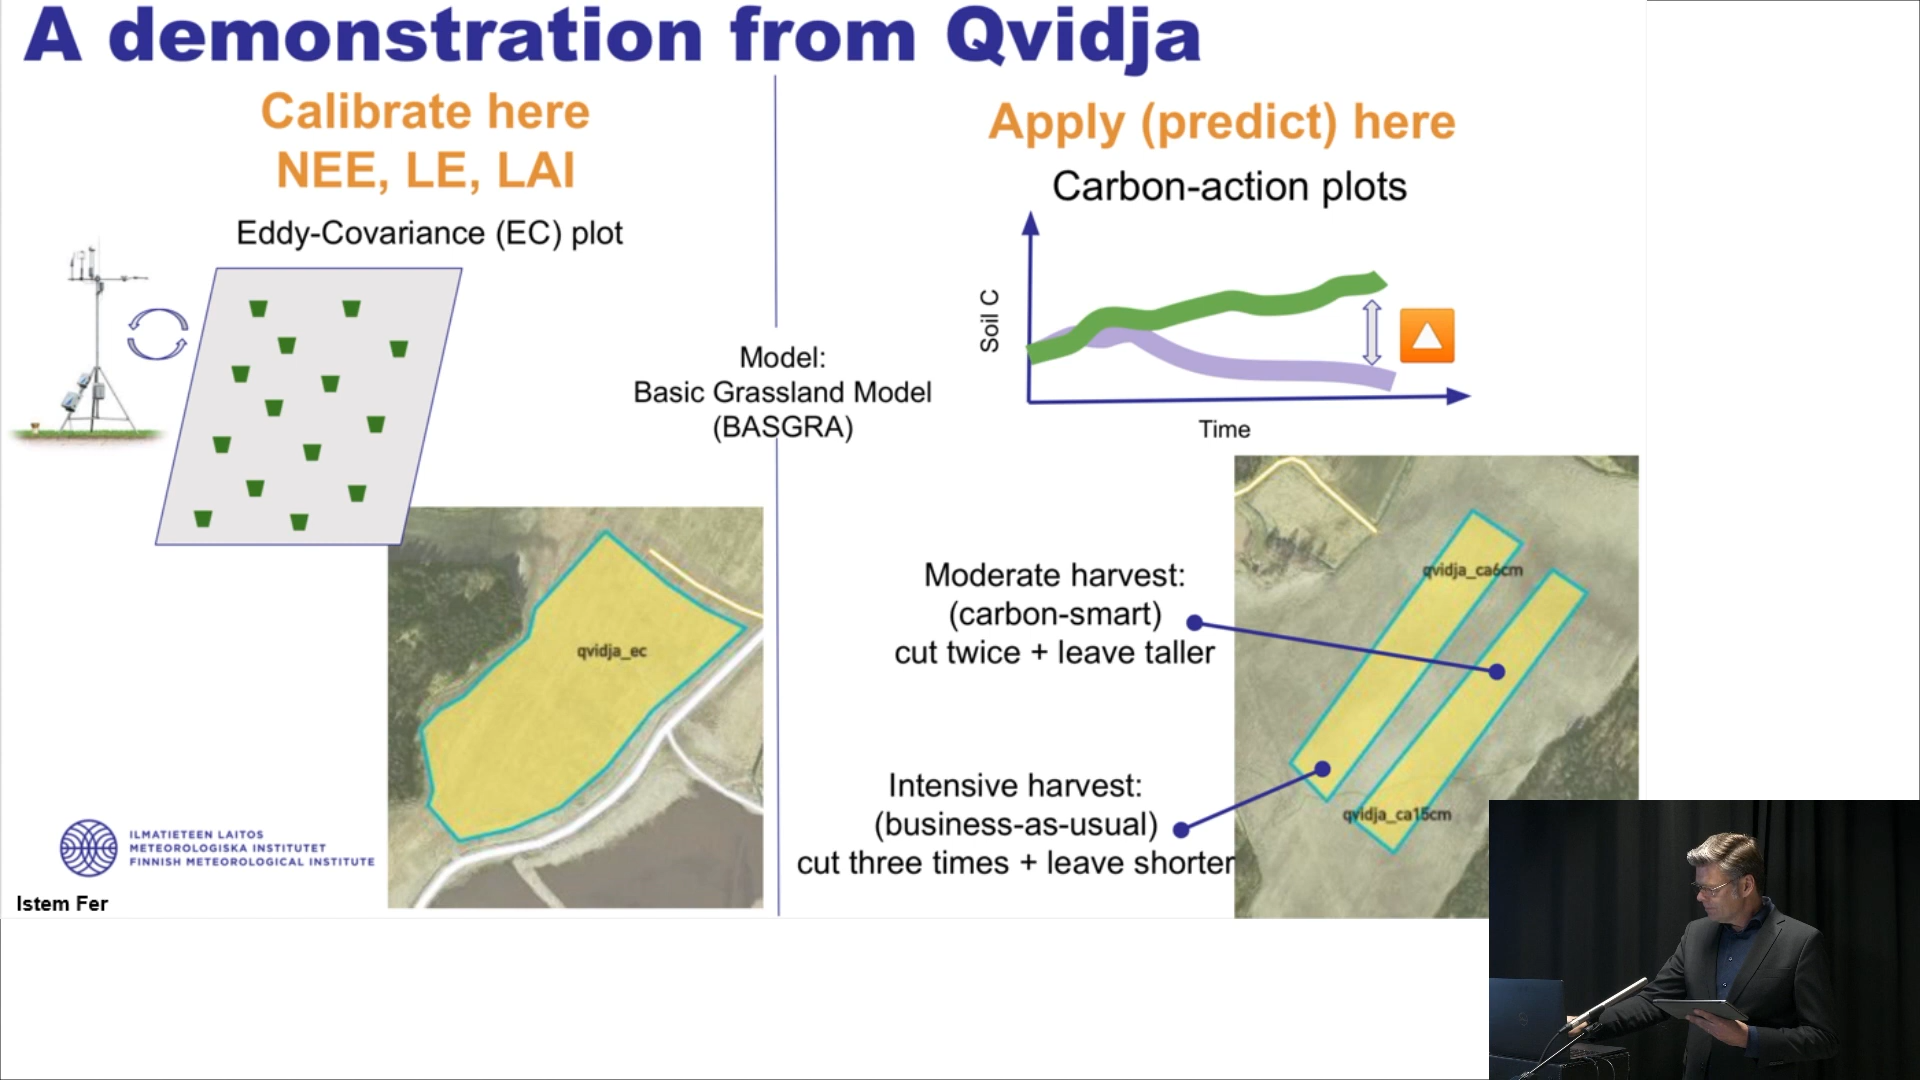 A demonstration from Qvidja
Calibrate here
NEE, LE, LAI
Eddy-Covariance (EC) plot
Model:
Basic Grassland Model
(BASGRA)
Apply (predict) here
Carbon-action plots
Soil C
Time
qvidja_ec
Moderate harvest:
(carbon-smart)
cut twice + leave taller
Intensive harvest:
(business-as-usual)
cut three times + leave shorter
qvidja_ca6cm
qvidja_ca15cm
ILMATIETEEN LAITOS
METEOROLOGISKA INSTITUTET
FINNISH METEOROLOGICAL INSTITUTE
Istem Fer